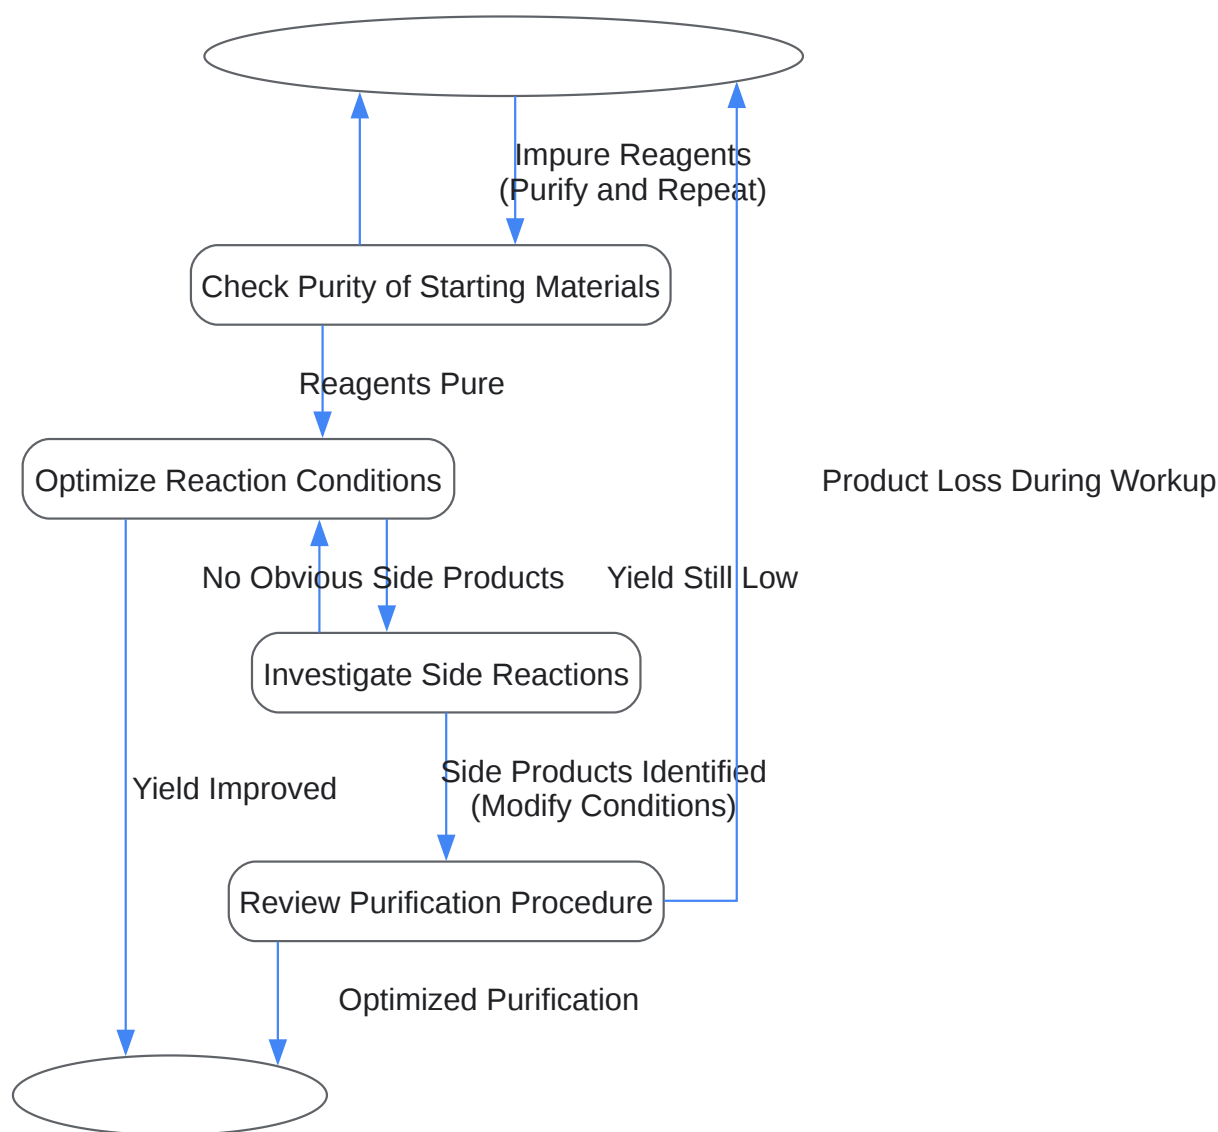 Impure Reagents
(Purify and Repeat)
Check Purity of Starting Materials
Reagents Pure
Optimize Reaction Conditions
Product Loss During Workup
No Obvious Side Products
Yield Still Low
Investigate Side Reactions
Side Products Identified
(Modify Conditions)
Yield Improved
Review Purification Procedure
Optimized Purification